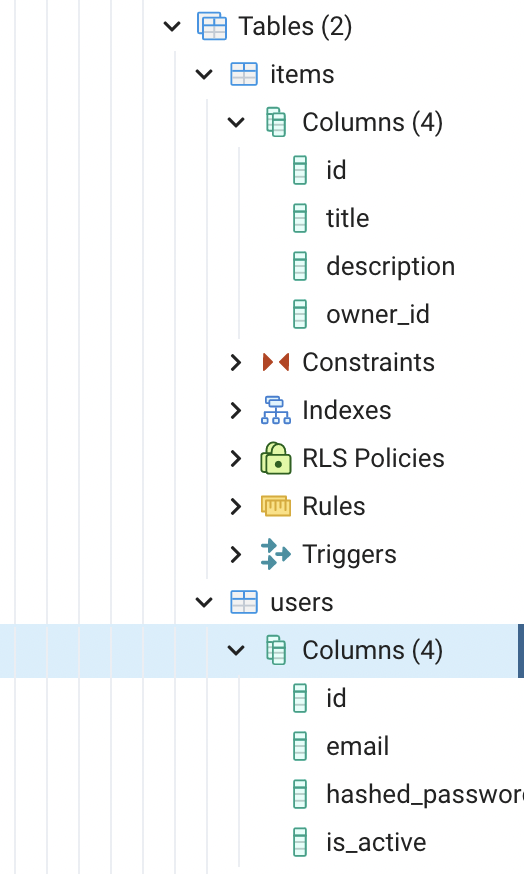 Tables (2)
items
Columns (4)
id
title
description
owner_id
Constraints
Indexes
RLS Policies
Rules
Triggers
users
Columns (4)
id
email
hashed_passwor
is_active